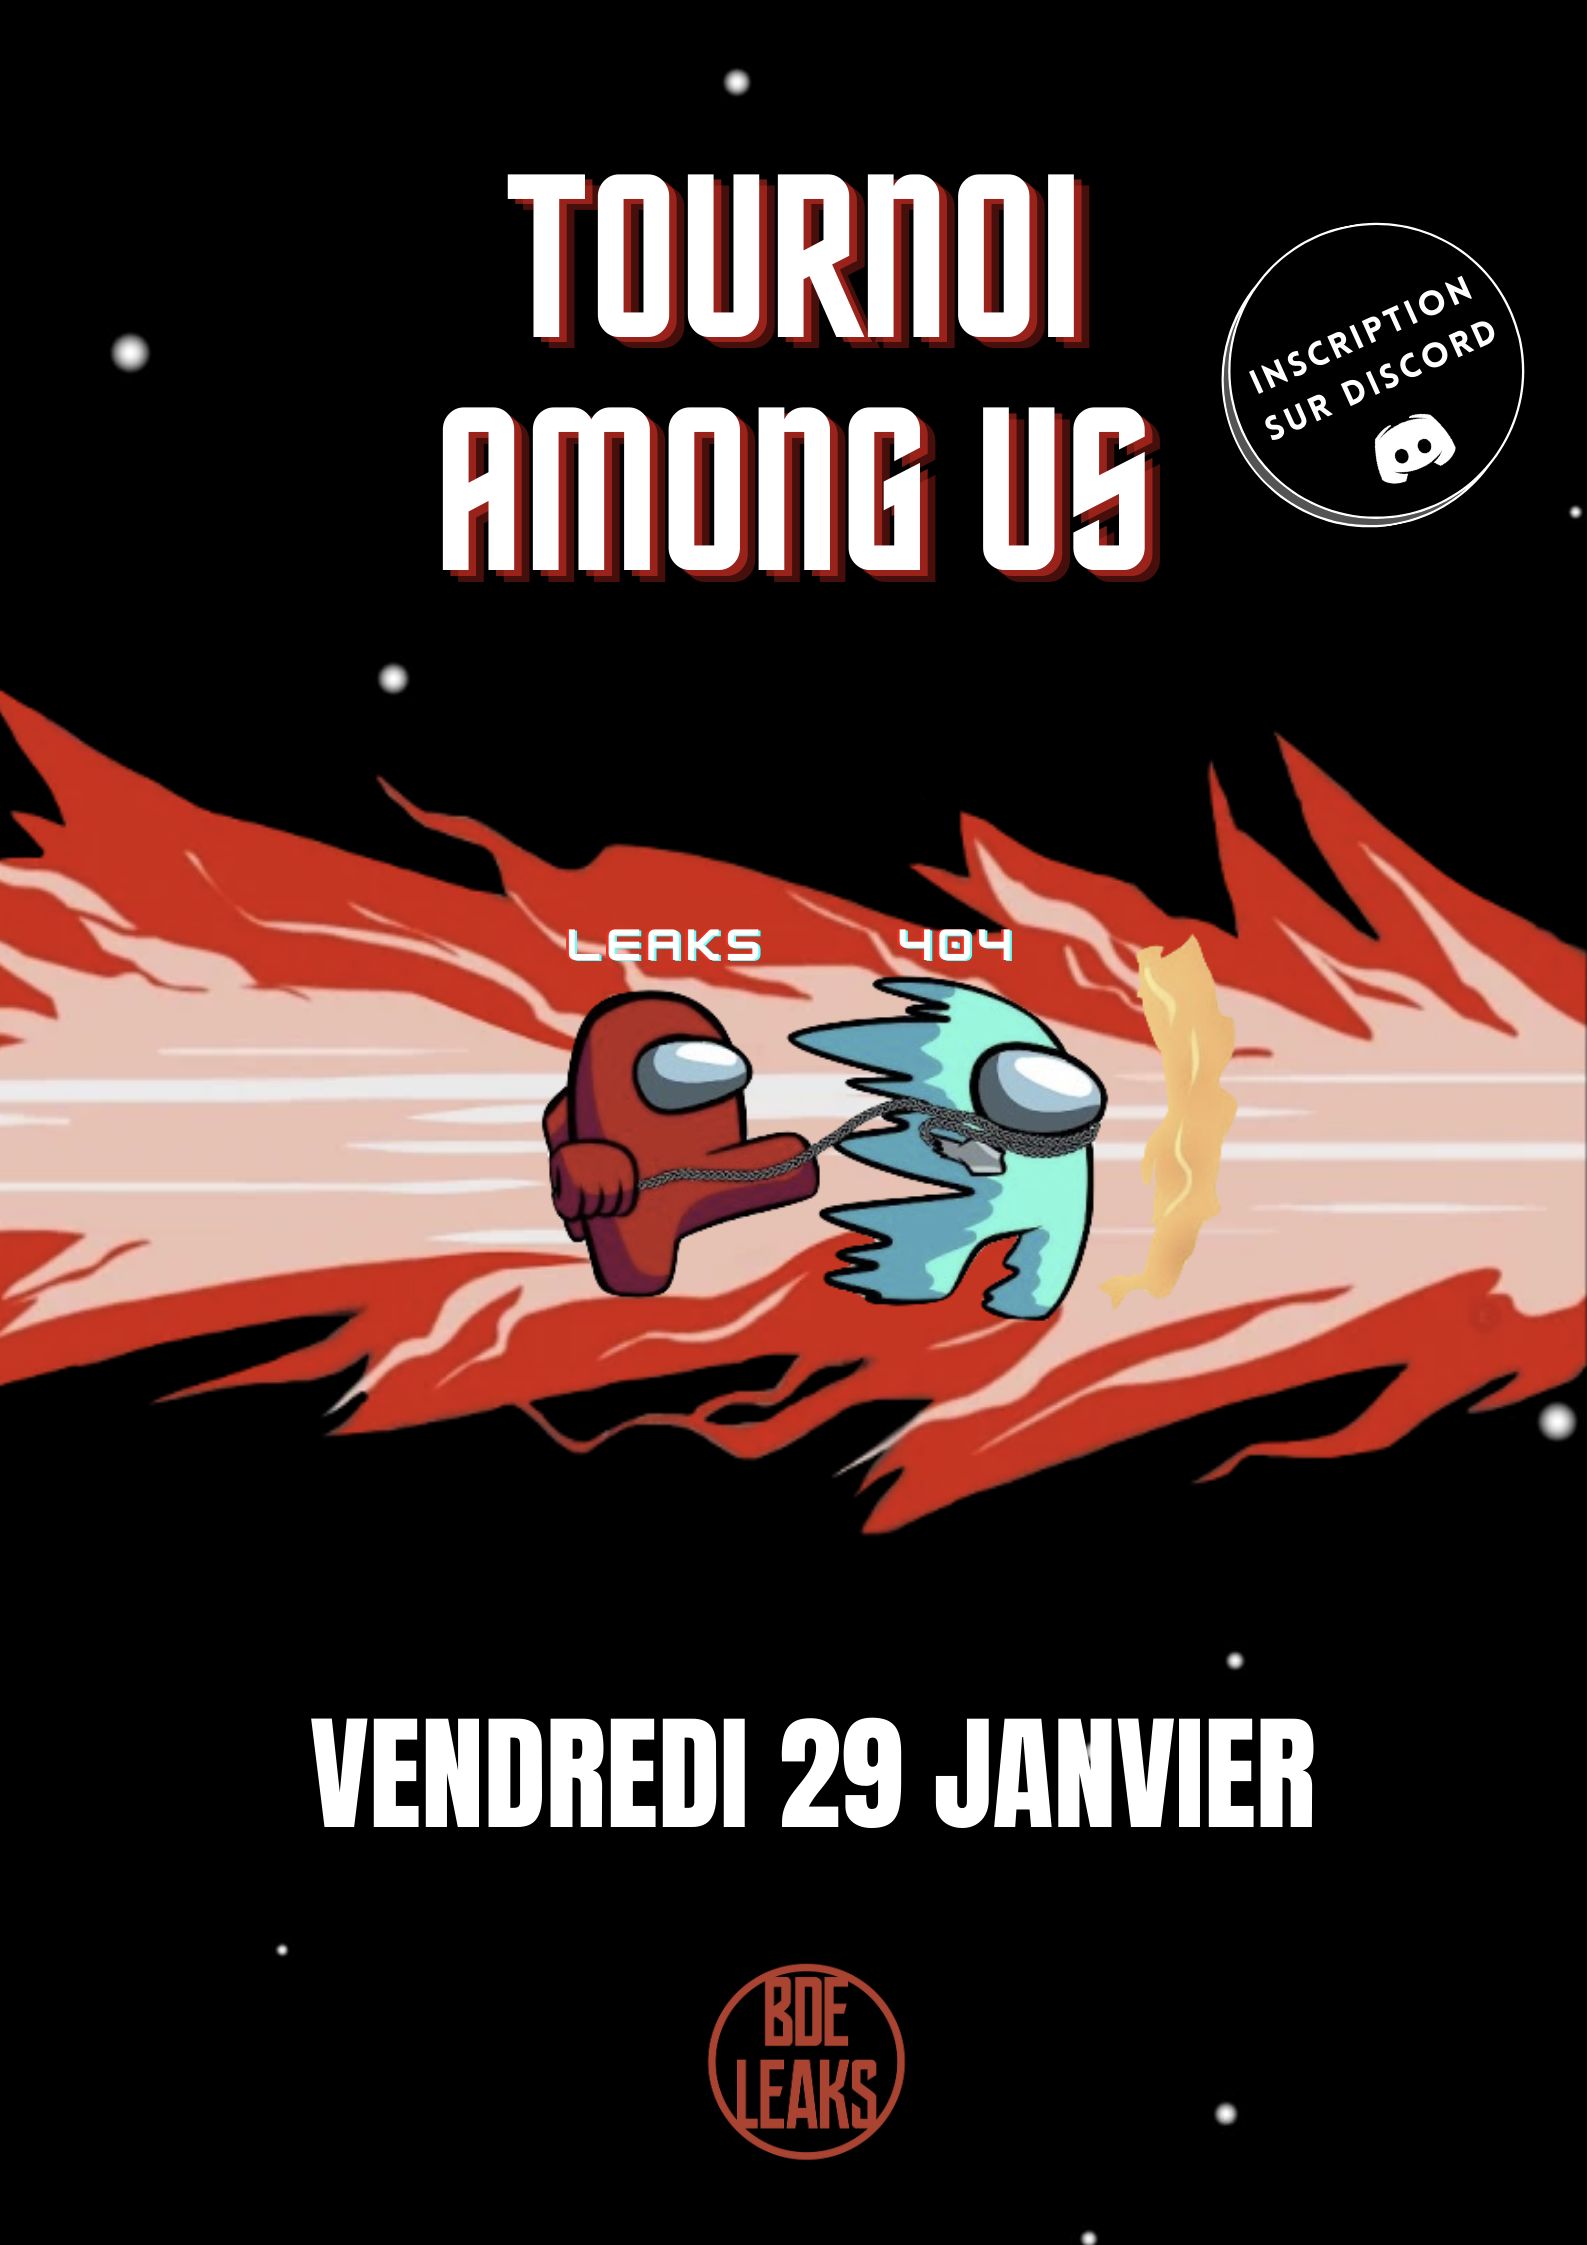 TOURNOI
AMONG US
INSCRIPTION
SUR DISCORD
LEAKS
404
VENDREDI 29 JANVIER
BDE
LEAKS